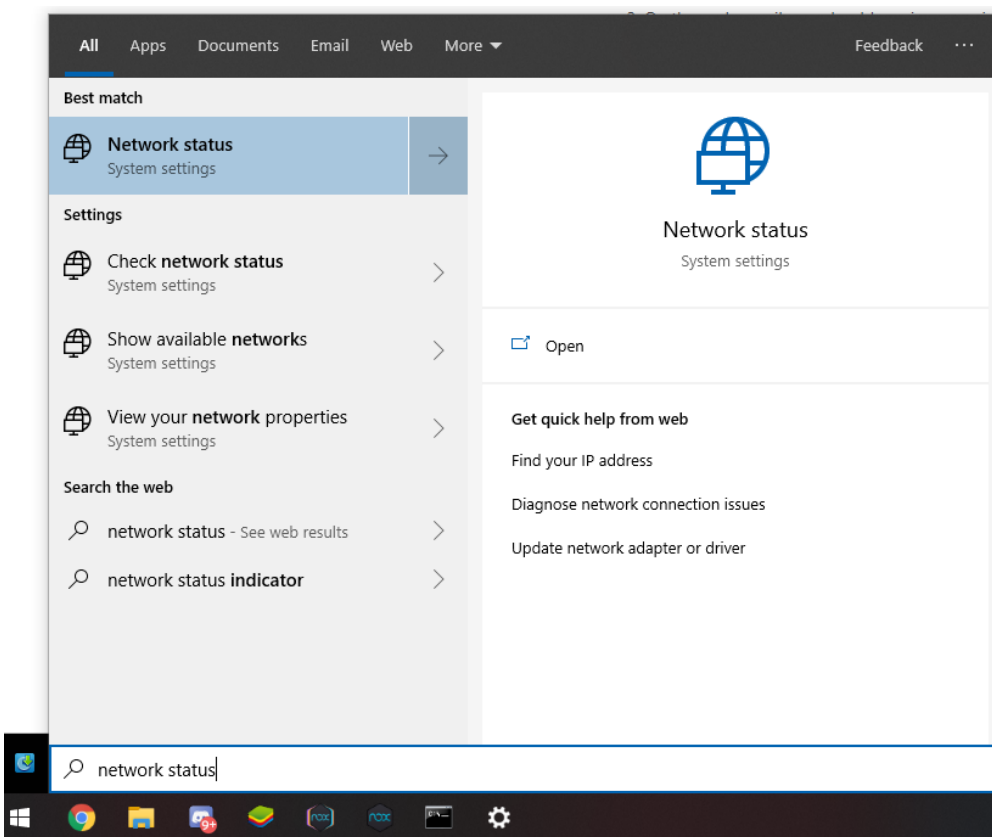 All Apps Documents Email Web More Feedback ...
Best match
Network status
System settings
Settings
Check network status
System settings
Show available networks
System settings
View your network properties
System settings
Search the web
network status - See web results
network status indicator
Network status
System settings
Open
Get quick help from web
Find your IP address
Diagnose network connection issues
Update network adapter or driver
network status
9+
nox
nox